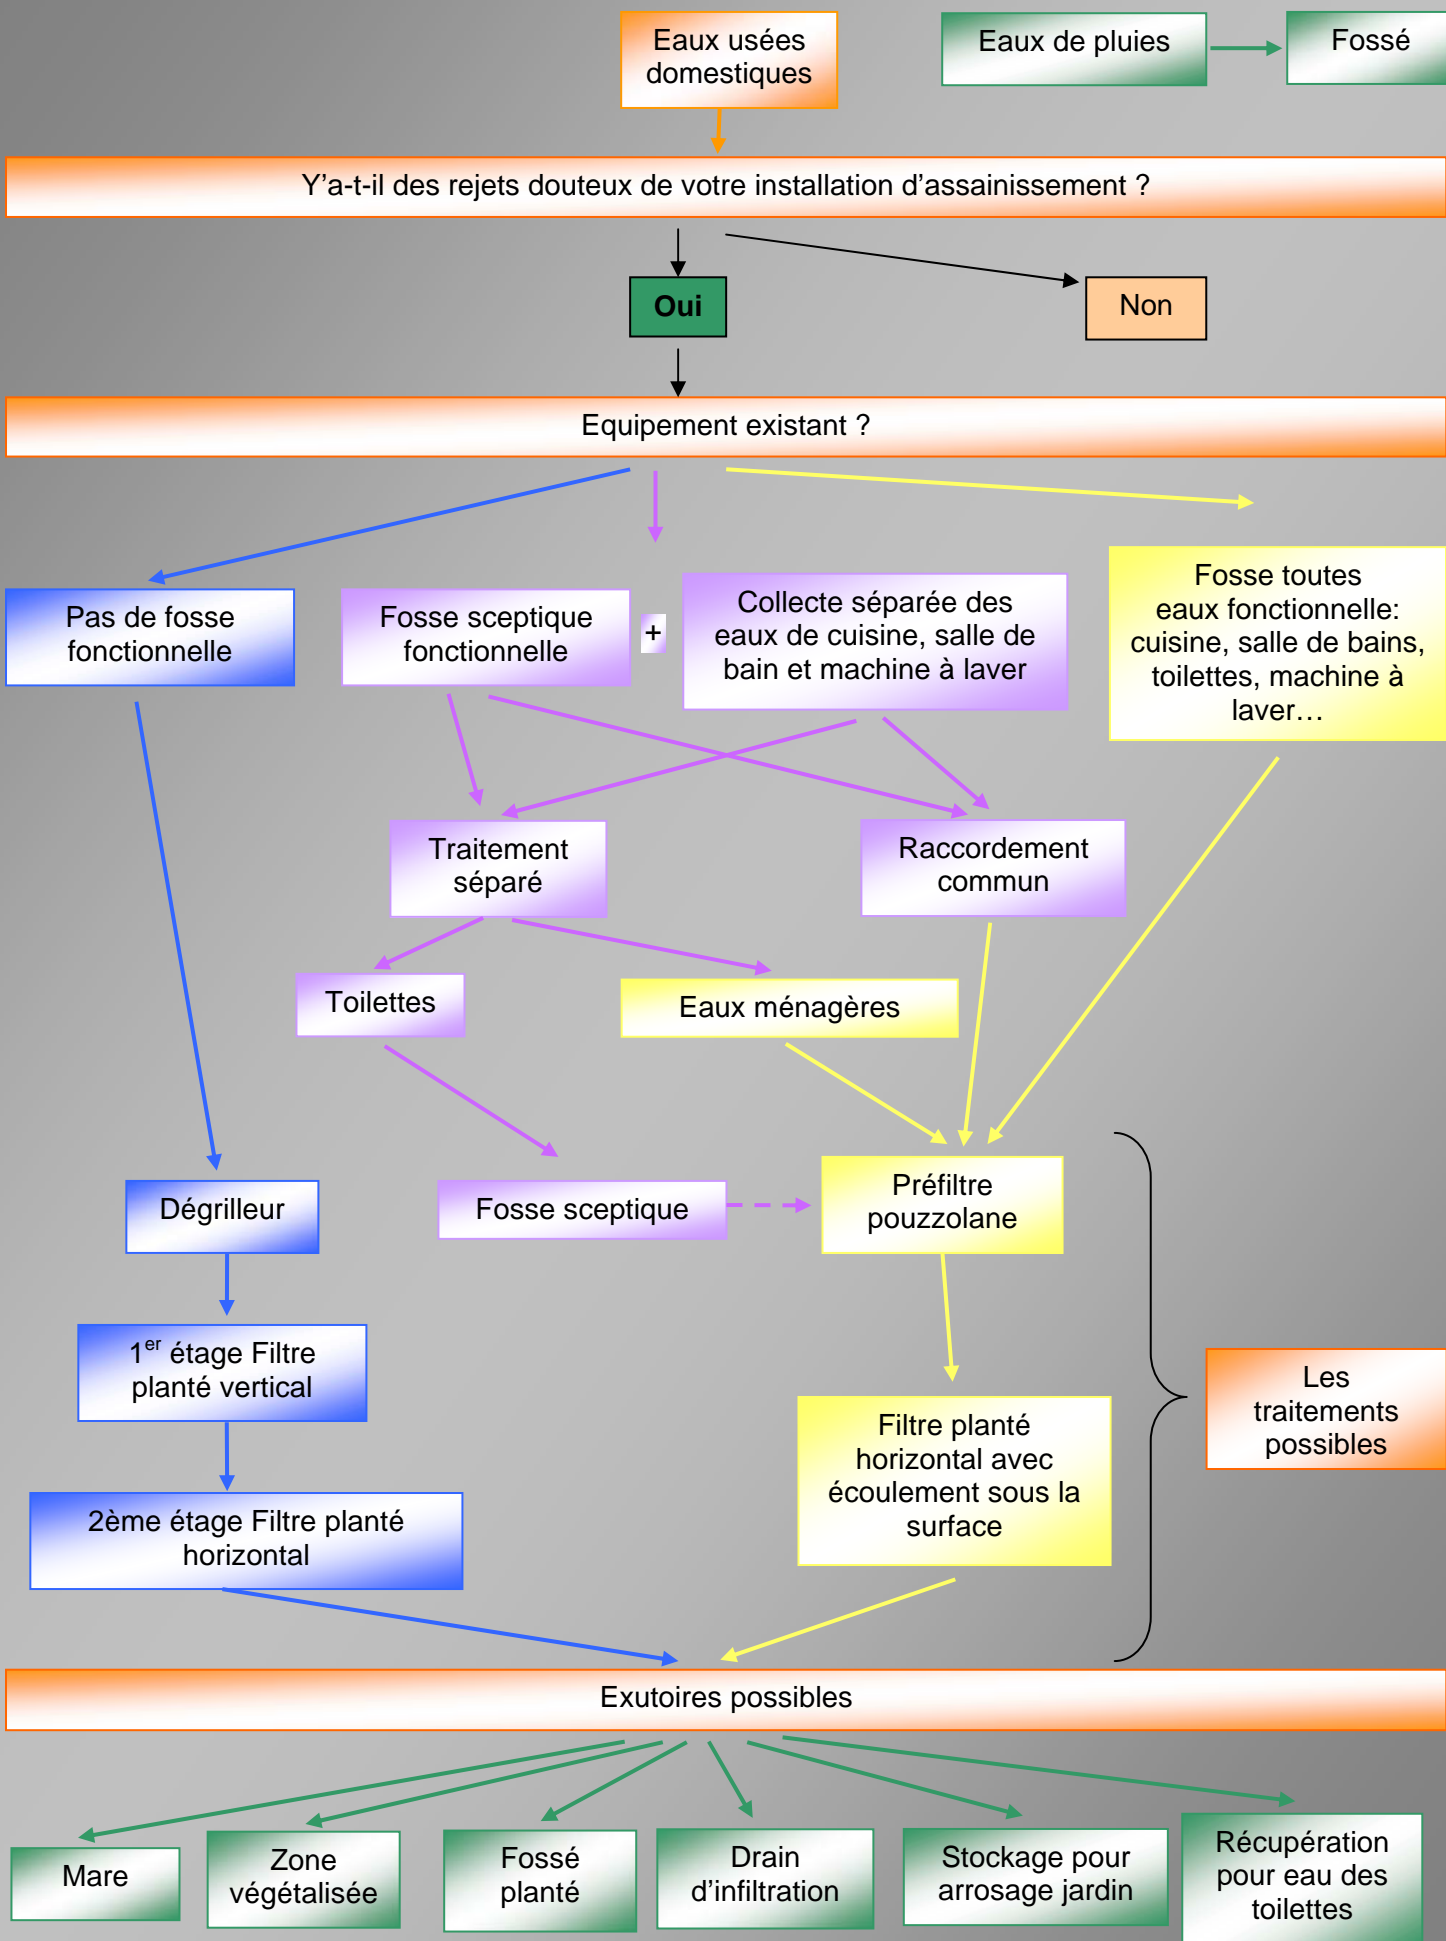 Eaux usées
domestiques
Eaux de pluies
Fossé
Y'a-t-il des rejets douteux de votre installation d'assainissement ?
Oui
Non
Equipement existant ?
Pas de fosse
fonctionnelle
Fosse sceptique
fonctionnelle
+
Collecte séparée des
eaux de cuisine, salle de
bain et machine à laver
Fosse toutes
eaux fonctionnelle:
cuisine, salle de bains,
toilettes, machine à
laver…
Traitement
séparé
Raccordement
commun
Toilettes
Eaux ménagères
Dégrilleur
Fosse sceptique
Préfiltre
pouzzolane
1er étage Filtre
planté vertical
Filtre planté
horizontal avec
écoulement sous la
surface
Les
traitements
possibles
2ème étage Filtre planté
horizontal
Exutoires possibles
Mare
Zone
végétalisée
Fossé
planté
Drain
d'infiltration
Stockage pour
arrosage jardin
Récupération
pour eau des
toilettes